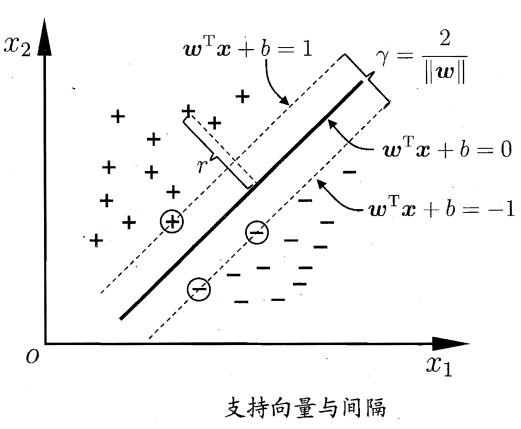 x₂
wᵀx + b = 1
γ = 2/‖w‖
r
wᵀx + b = 0
wᵀx + b = −1
O
x₁
支持向量与间隔